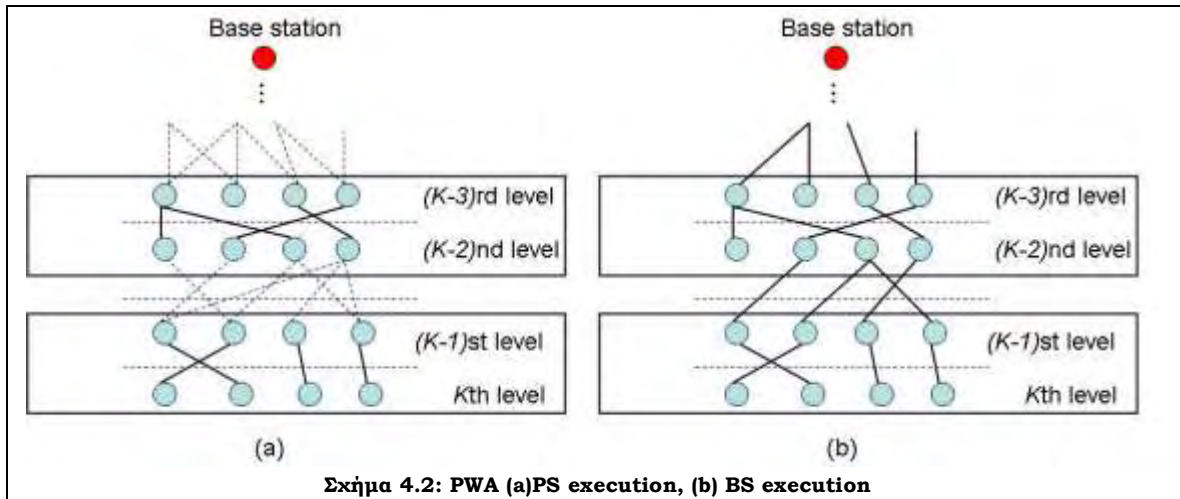 Base station
(K-3)rd level
(K-2)nd level
(K-1)st level
Kth level
(a)
Base station
(K-3)rd level
(K-2)nd level
(K-1)st level
Kth level
(b)
Σχήμα 4.2: PWA (a)PS execution, (b) BS execution